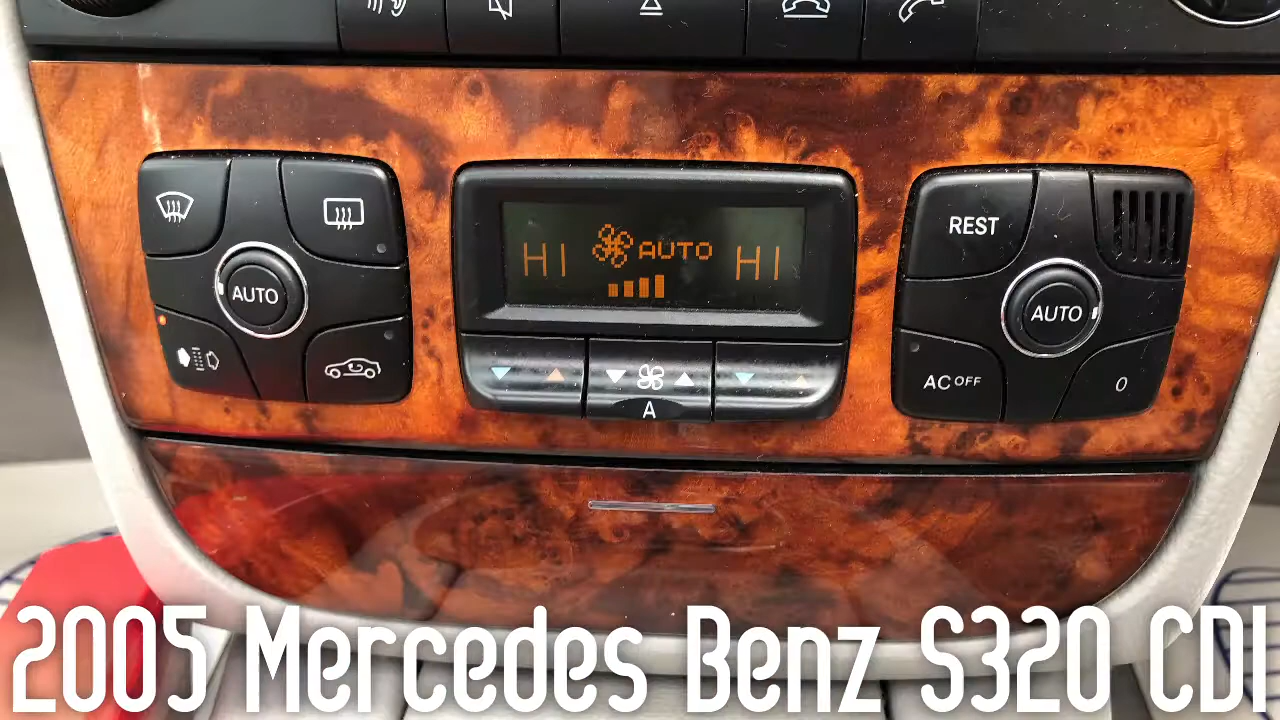 HI AUTO HI
REST
AUTO
AUTO
AC OFF
0
A
2005 Mercedes Benz S320 CDI